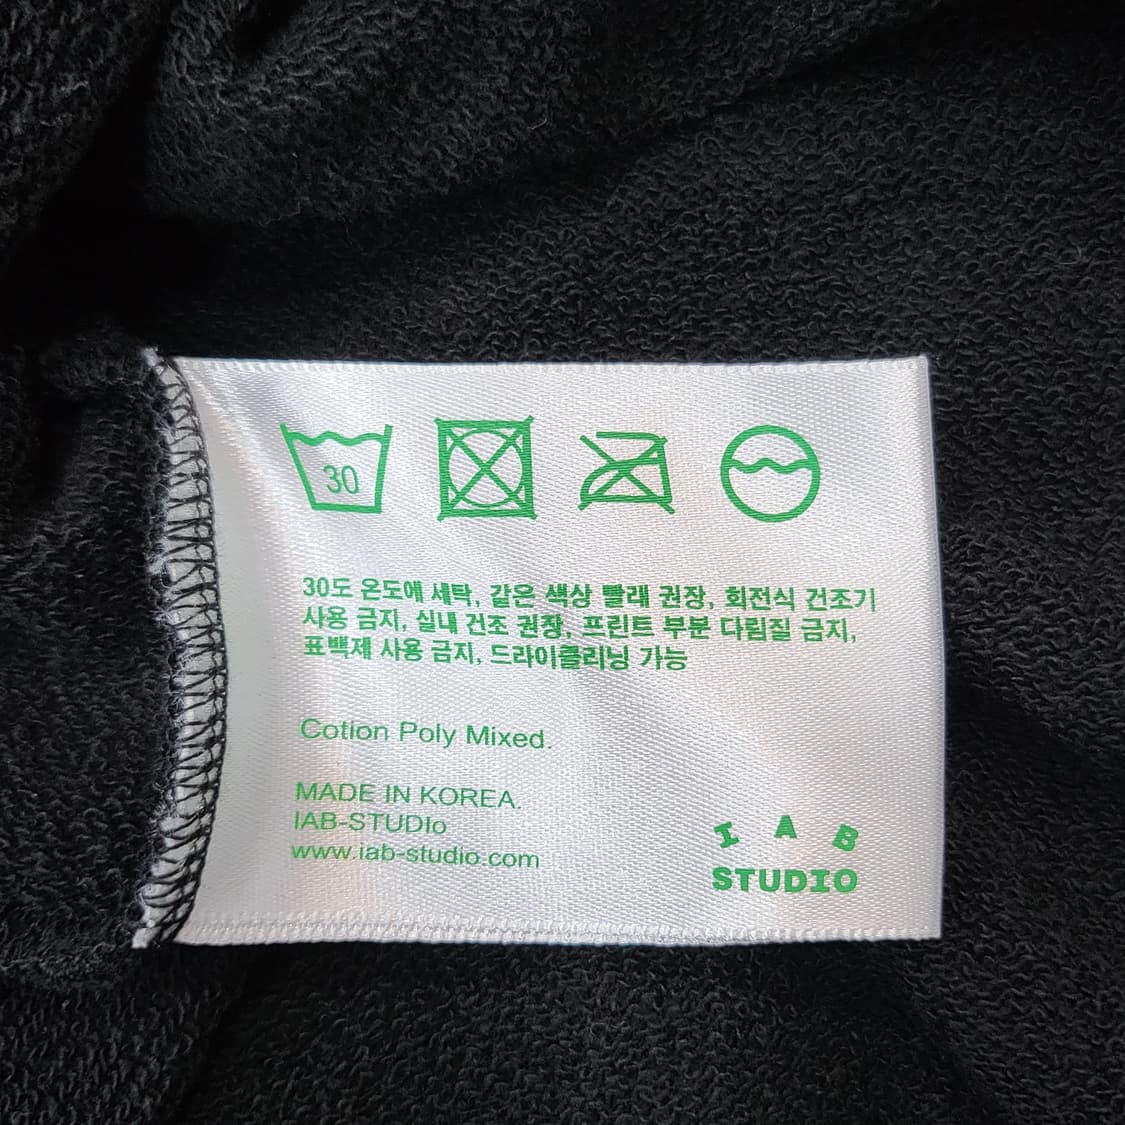 30
30도 온도에 세탁, 같은 색상 빨래 권장, 회전식 건조기
사용 금지, 실내 건조 권장, 프린트 부분 다림질 금지,
표백제 사용 금지, 드라이클리닝 가능
Cotion Poly Mixed.
MADE IN KOREA.
IAB-STUDIo
www.iab-studio.com
I A B
STUDIO